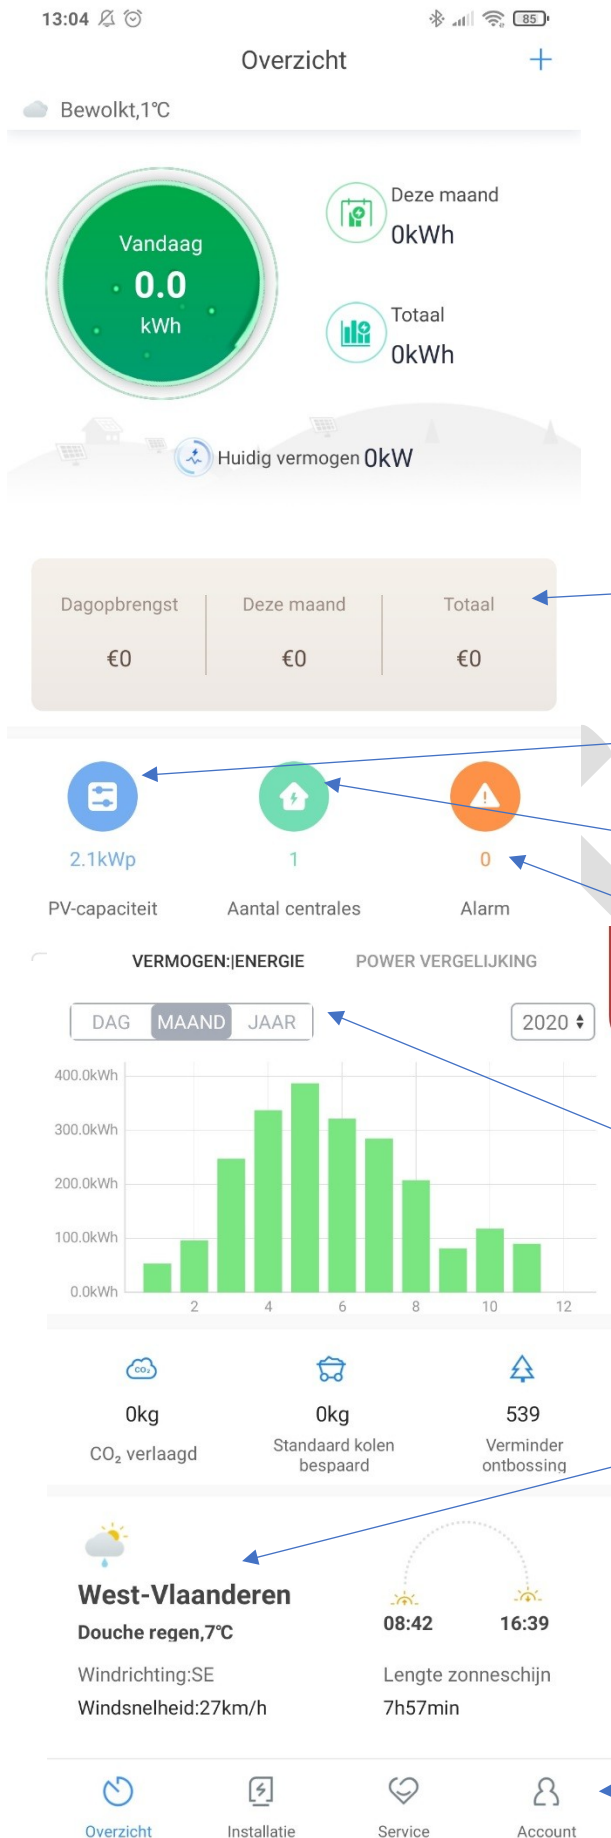 13:04
85
Overzicht
Bewolkt,1℃
Vandaag
0.0
kWh
Deze maand
0kWh
Totaal
0kWh
Huidig vermogen 0kW
Dagopbrengst
Deze maand
Totaal
€0
€0
€0
2.1kWp
1
0
PV-capaciteit
Aantal centrales
Alarm
VERMOGEN:|ENERGIE
POWER VERGELIJKING
DAG
MAAND
JAAR
2020
400.0kWh
300.0kWh
200.0kWh
100.0kWh
0.0kWh
2
4
6
8
10
12
CO₂
0kg
0kg
539
CO₂ verlaagd
Standaard kolen
bespaard
Verminder
ontbossing
West-Vlaanderen
Douche regen,7℃
08:42
16:39
Windrichting:SE
Lengte zonneschijn
Windsnelheid:27km/h
7h57min
Overzicht
Installatie
Service
Account